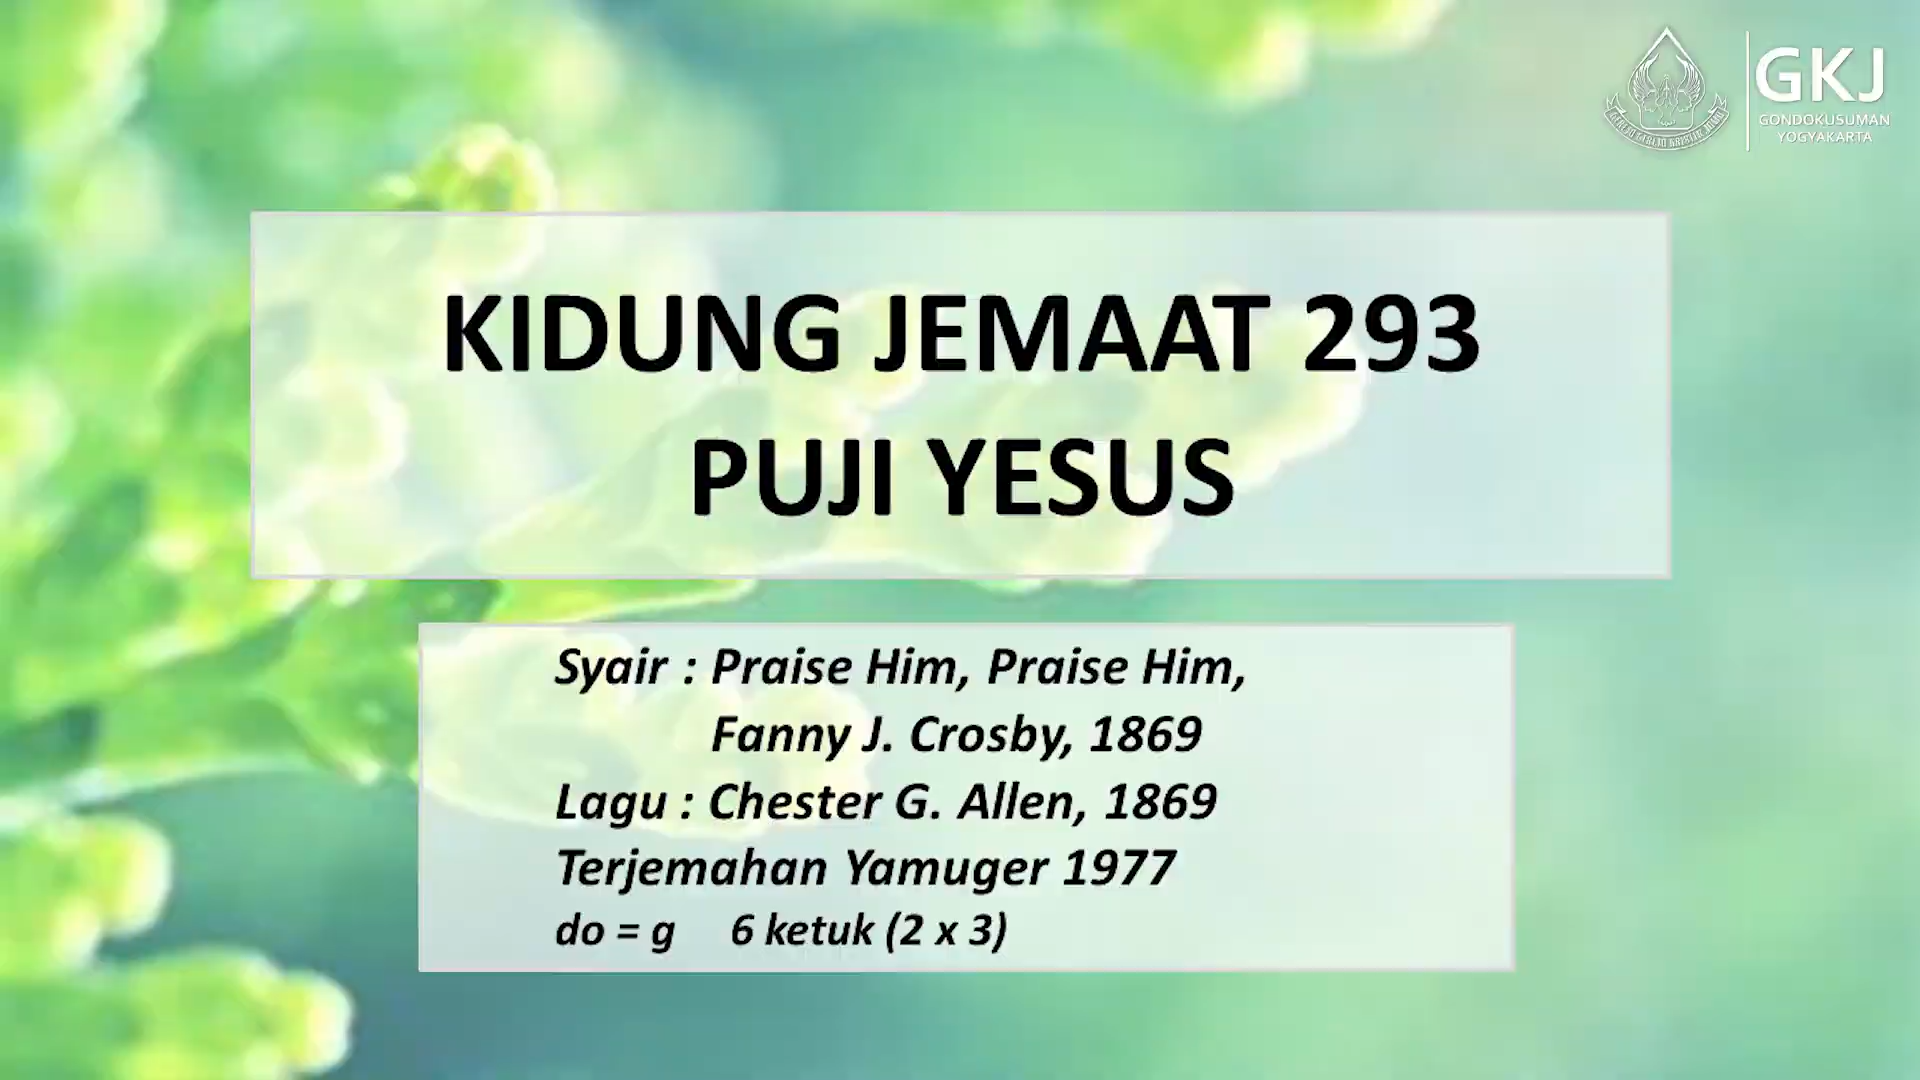 GKJ
GONDOKUSUMAN
YOGYAKARTA
KIDUNG JEMAAT 293
PUJI YESUS
Syair : Praise Him, Praise Him,
Fanny J. Crosby, 1869
Lagu : Chester G. Allen, 1869
Terjemahan Yamuger 1977
do = g 6 ketuk (2 x 3)